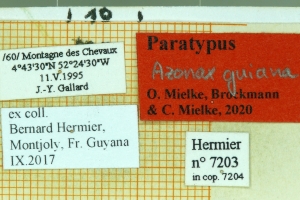 10
/60/ Montagne des Chevaux
4°43'30"N 52°24'30"W
11.V.1995
J.-Y. Gallard
ex coll.
Bernard Hermier,
Montjoly, Fr. Guyana
IX.2017
Paratypus
Azonax guiana
O. Mielke, Brockmann
& C. Mielke, 2020
Hermier
n° 7203
in cop. 7204